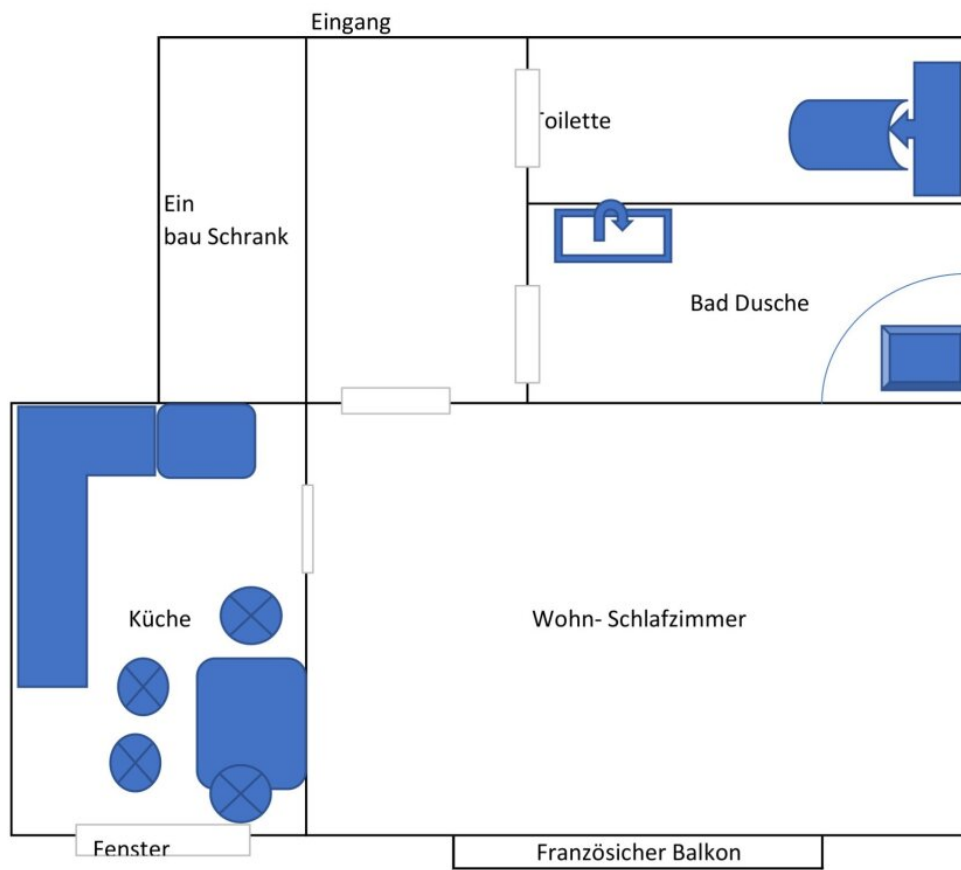 Eingang
Toilette
Ein
bau Schrank
Bad Dusche
Küche
Wohn- Schlafzimmer
Fenster
Französicher Balkon